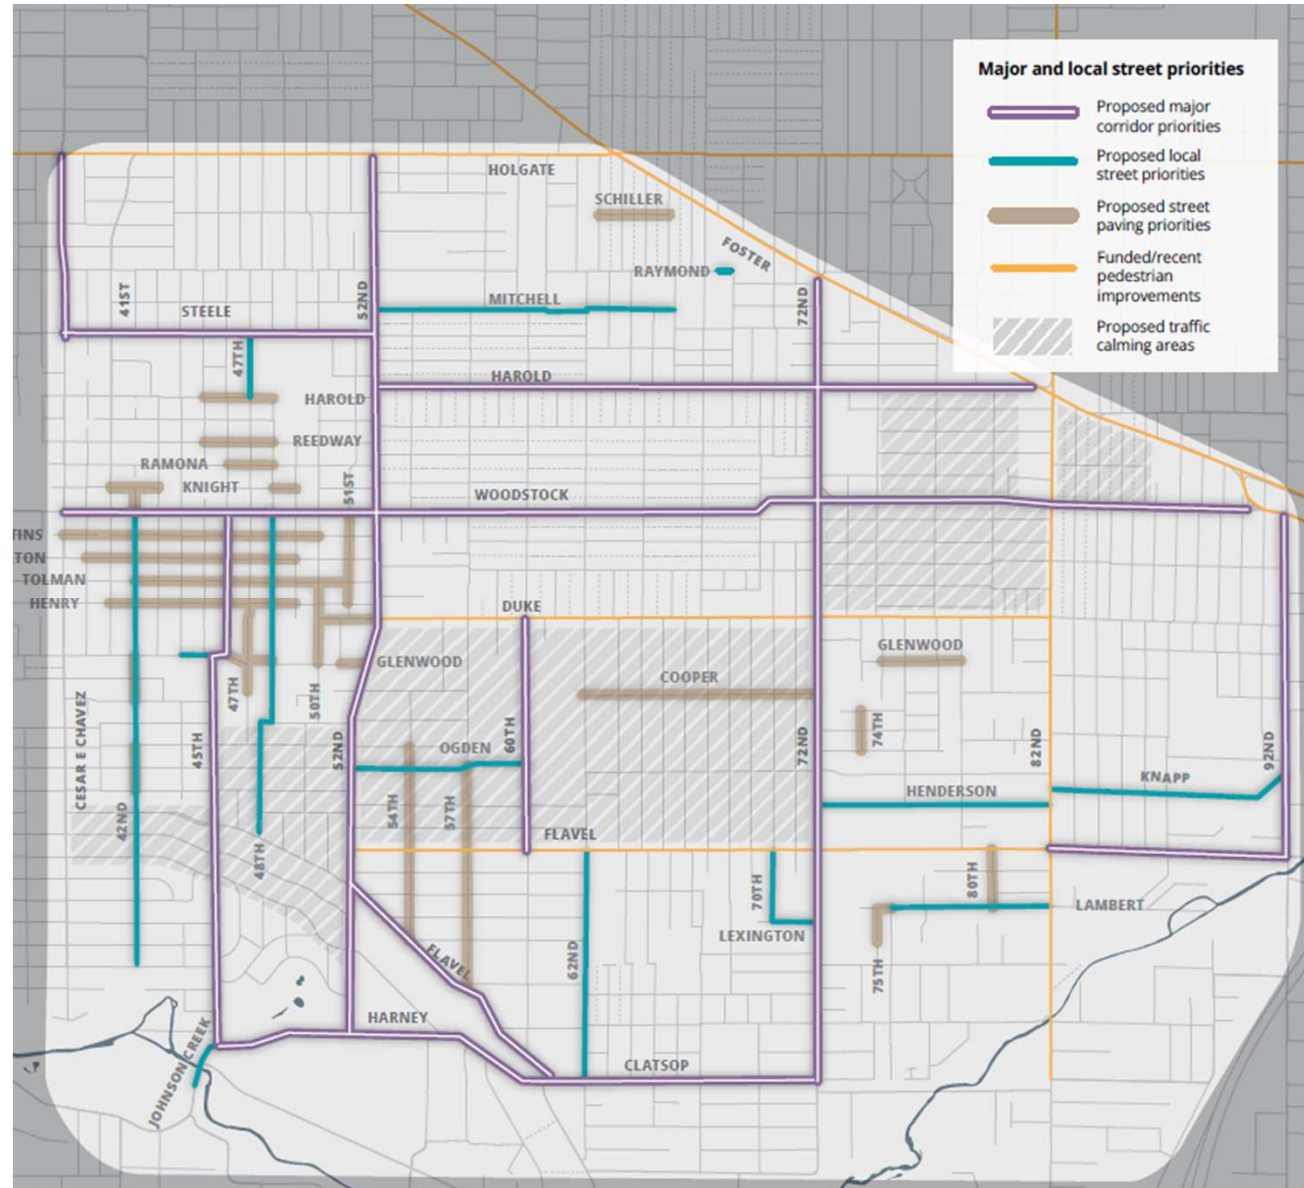 Major and local street priorities
Proposed major
corridor priorities
Proposed local
street priorities
Proposed street
paving priorities
Funded/recent
pedestrian
improvements
Proposed traffic
calming areas
HOLGATE
SCHILLER
FOSTER
RAYMOND
41ST
52ND
MITCHELL
72ND
STEELE
47TH
HAROLD
HAROLD
REEDWAY
RAMONA
KNIGHT
51ST
WOODSTOCK
TINS
TON
TOLMAN
HENRY
DUKE
GLENWOOD
GLENWOOD
COOPER
47TH
50TH
CESAR E CHAVEZ
45TH
52ND
OGDEN
60TH
72ND
74TH
82ND
92ND
KNAPP
HENDERSON
42ND
54TH
57TH
FLAVEL
48TH
70TH
80TH
LAMBERT
LEXINGTON
FLAVEL
62ND
75TH
HARNEY
CLATSOP
JOHNSON CREEK